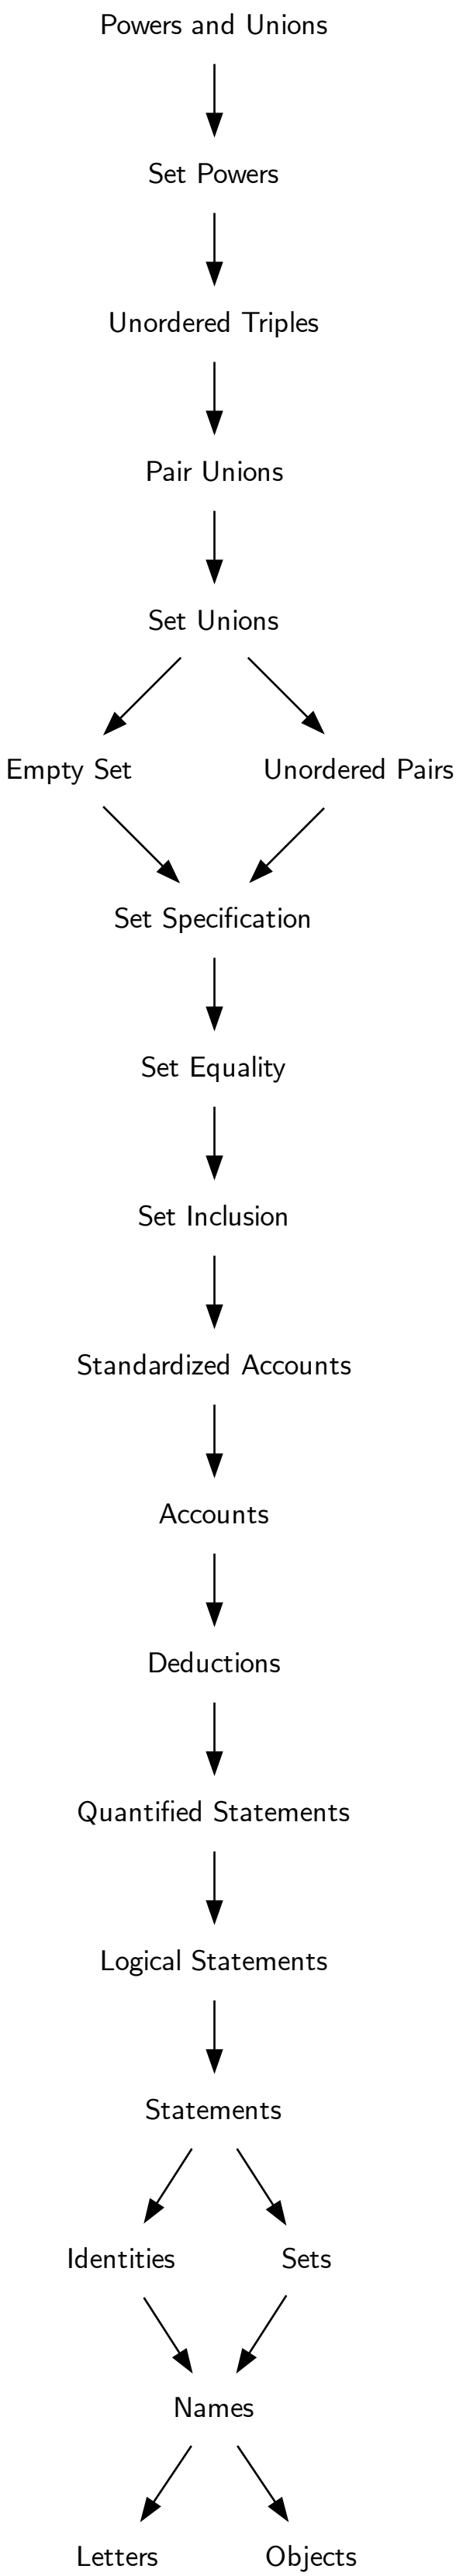 Powers and Unions
Set Powers
Unordered Triples
Pair Unions
Set Unions
Empty Set
Unordered Pairs
Set Specification
Set Equality
Set Inclusion
Standardized Accounts
Accounts
Deductions
Quantified Statements
Logical Statements
Statements
Identities
Sets
Names
Letters
Objects